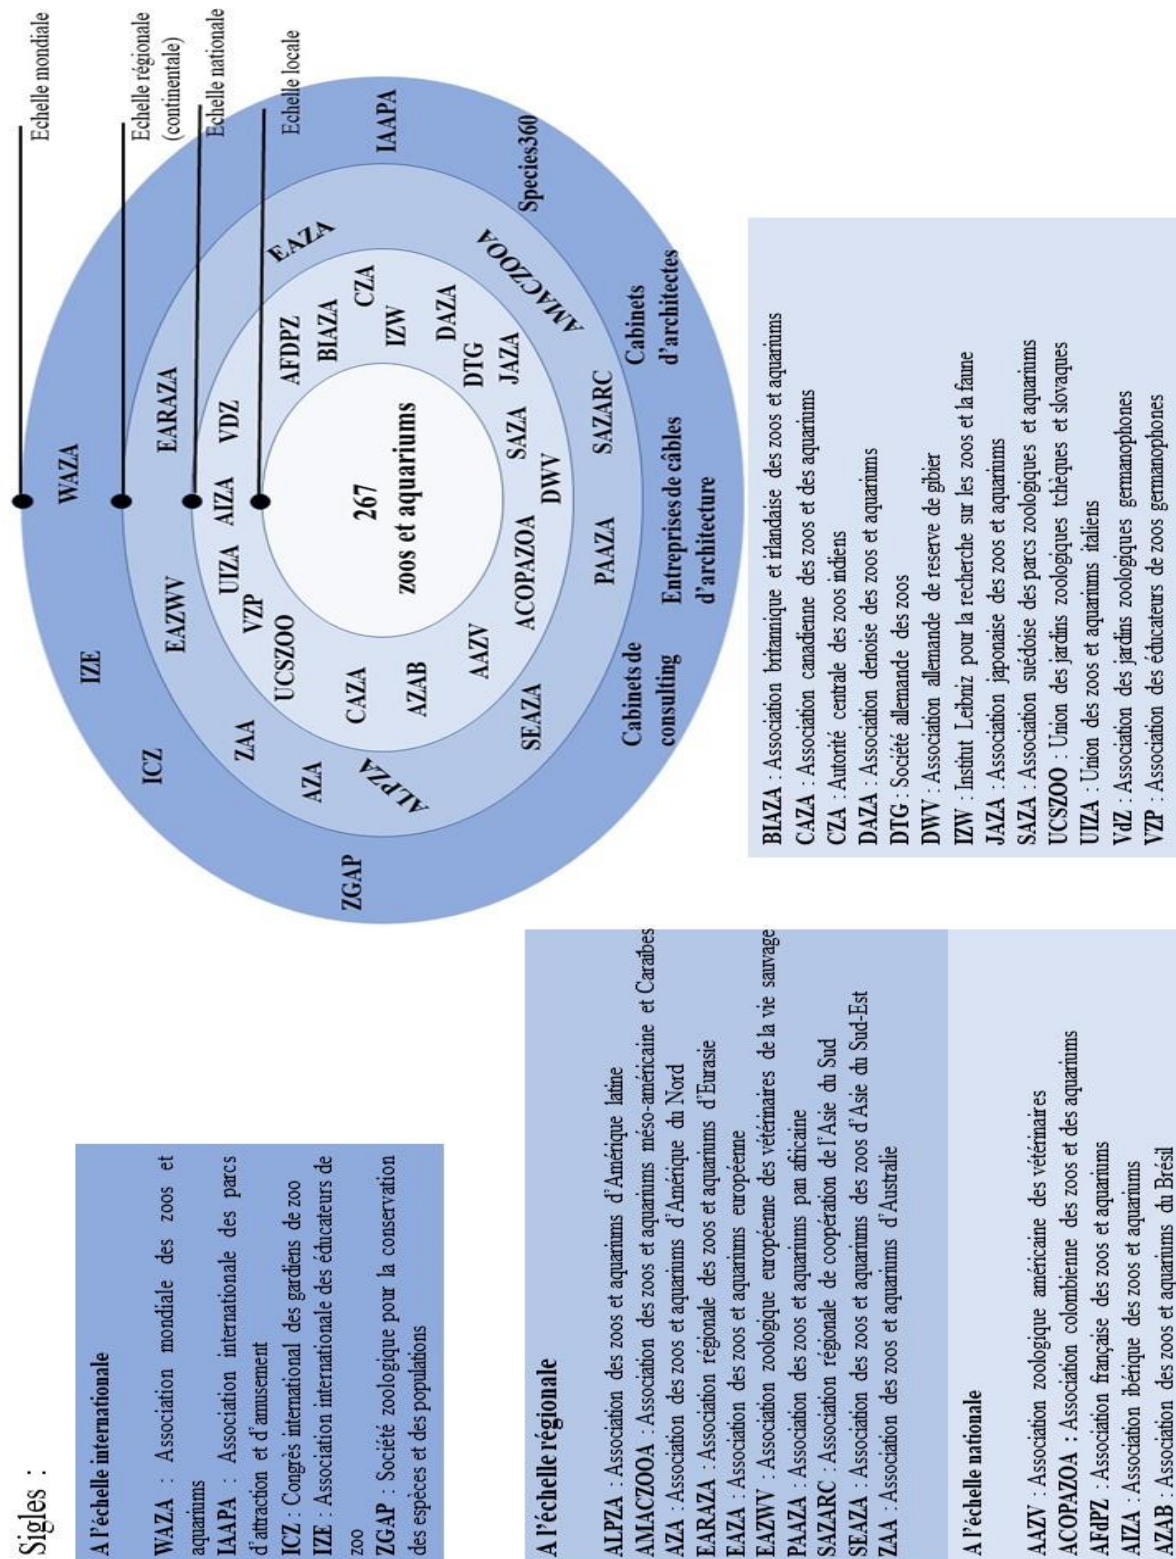 Sigles :
A l'échelle internationale
WAZA : Association mondiale des zoos et
aquariums
IAAPA : Association internationale des parcs
d'attraction et d'amusement
ICZ : Congrès international des gardiens de zoo
IZE : Association internationale des éducateurs de
zoo
ZGAP : Société zoologique pour la conservation
des espèces et des populations
A l'échelle régionale
ALPZA : Association des zoos et aquariums d'Amérique latine
AMACZOOA : Association des zoos et aquariums méso-américaine et Caraïbes
AZA : Association des zoos et aquariums d'Amérique du Nord
EARAZA : Association régionale des zoos et aquariums d'Eurasie
EAZA : Association des zoos et aquariums européenne
EAZWV : Association zoologique européenne des vétérinaires de la vie sauvage
PAAZA : Association des zoos et aquariums pan africaine
SAZARC : Association régionale de coopération de l'Asie du Sud
SEAZA : Association des zoos et aquariums des zoos d'Asie du Sud-Est
ZAA : Association des zoos et aquariums d'Australie
A l'échelle nationale
AAZV : Association zoologique américaine des vétérinaires
ACOPAZOA : Association colombienne des zoos et des aquariums
AFdPZ : Association française des zoos et aquariums
AIZA : Association ibérique des zoos et aquariums
AZAB : Association des zoos et aquariums du Brésil
BIAZA : Association britannique et irlandaise des zoos et aquariums
CAZA : Association canadienne des zoos et des aquariums
CZA : Autorité centrale des zoos indiens
DAZA : Association denoise des zoos et aquariums
DTG : Société allemande des zoos
DWV : Association allemande de reserve de gibier
IZW : Institut Leibniz pour la recherche sur les zoos et la faune
JAZA : Association japonaise des zoos et aquariums
SAZA : Association suédoise des parcs zoologiques et aquariums
UCSZOO : Union des jardins zoologiques tchèques et slovaques
UIZA : Union des zoos et aquariums italiens
VdZ : Association des jardins zoologiques germanophones
VZP : Association des éducateurs de zoos germanophones
Echelle mondiale
Echelle régionale
(continentale)
Echelle nationale
Echelle locale
WAZA
IZE
ICZ
ZGAP
IAAPA
Species360
Cabinets
d'architectes
Entreprises de câbles
d'architecture
Cabinets de
consulting
EARAZA
EAZWV
ZAA
AZA
ALPZA
EAZA
AMACZOOA
SAZARC
PAAZA
SEAZA
VDZ
AIZA
UIZA
VZP
UCSZOO
CAZA
AZAB
AAZV
ACOPAZOA
DWV
SAZA
JAZA
DTG
DAZA
IZW
CZA
BIAZA
AFDPZ
267
zoos et aquariums